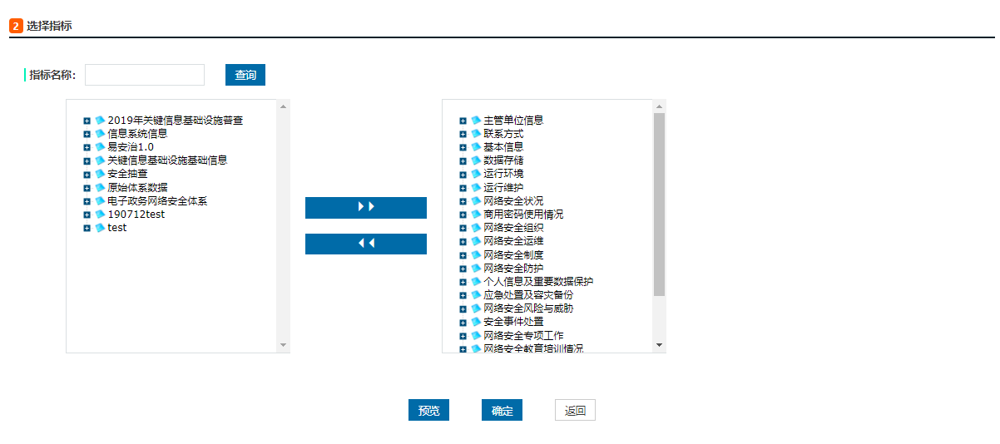 2 选择指标
指标名称：
查询
2019年关键信息基础设施普查
信息系统信息
易安治1.0
关键信息基础设施基础信息
安全抽查
原始体系数据
电子政务网络安全体系
190712test
test
主管单位信息
联系方式
基本信息
数据存储
运行环境
运行维护
网络安全状况
商用密码使用情况
网络安全组织
网络安全运维
网络安全制度
网络安全防护
个人信息及重要数据保护
应急处置及容灾备份
网络安全风险与威胁
安全事件处置
网络安全专项工作
网络安全教育培训情况
预览
确定
返回